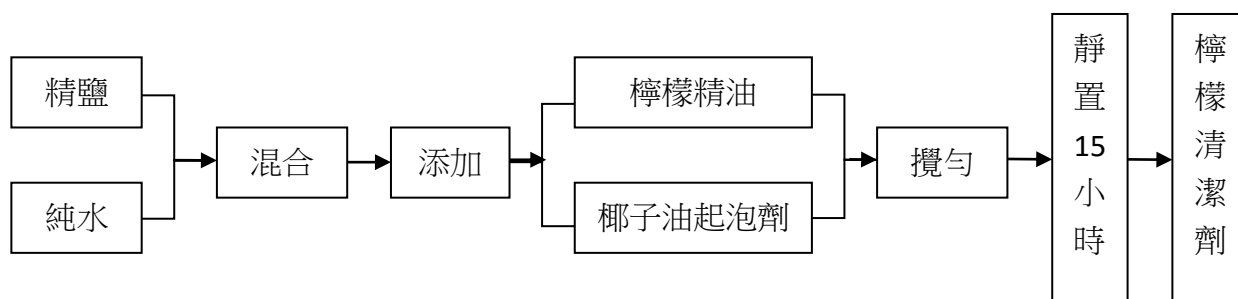 精鹽
純水
混合
添加
檸檬精油
椰子油起泡劑
攪勻
靜置15小時
檸檬清潔劑